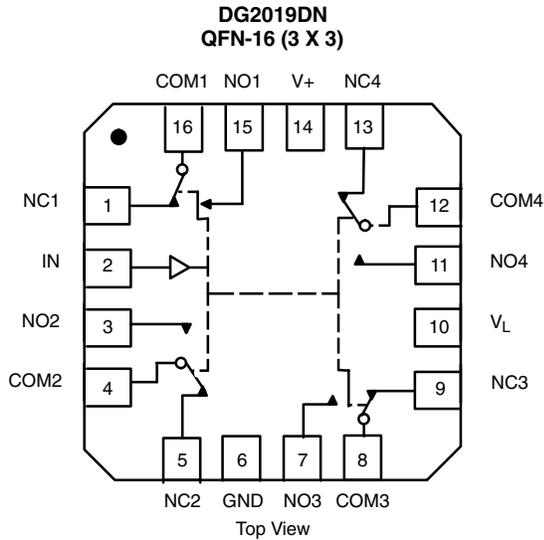 DG2019DN
QFN-16 (3 X 3)
COM1 NO1 V+ NC4
16 15 14 13
NC1 1 12 COM4
IN 2 11 NO4
NO2 3 10 VL
COM2 4 9 NC3
5 6 7 8
NC2 GND NO3 COM3
Top View